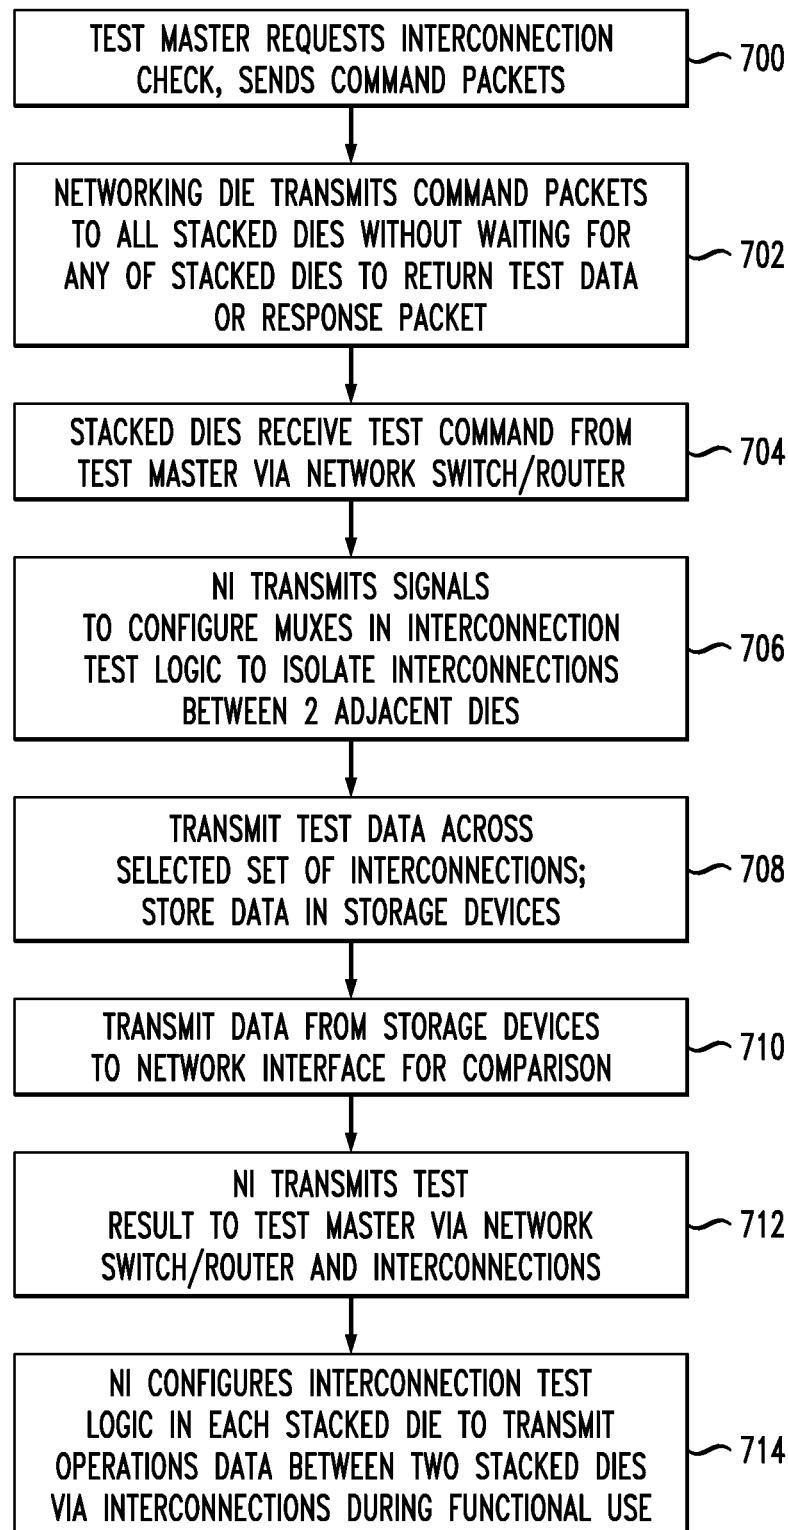 TEST MASTER REQUESTS INTERCONNECTION
CHECK, SENDS COMMAND PACKETS
700
NETWORKING DIE TRANSMITS COMMAND PACKETS
TO ALL STACKED DIES WITHOUT WAITING FOR
ANY OF STACKED DIES TO RETURN TEST DATA
OR RESPONSE PACKET
702
STACKED DIES RECEIVE TEST COMMAND FROM
TEST MASTER VIA NETWORK SWITCH/ROUTER
704
NI TRANSMITS SIGNALS
TO CONFIGURE MUXES IN INTERCONNECTION
TEST LOGIC TO ISOLATE INTERCONNECTIONS
BETWEEN 2 ADJACENT DIES
706
TRANSMIT TEST DATA ACROSS
SELECTED SET OF INTERCONNECTIONS;
STORE DATA IN STORAGE DEVICES
708
TRANSMIT DATA FROM STORAGE DEVICES
TO NETWORK INTERFACE FOR COMPARISON
710
NI TRANSMITS TEST
RESULT TO TEST MASTER VIA NETWORK
SWITCH/ROUTER AND INTERCONNECTIONS
712
NI CONFIGURES INTERCONNECTION TEST
LOGIC IN EACH STACKED DIE TO TRANSMIT
OPERATIONS DATA BETWEEN TWO STACKED DIES
VIA INTERCONNECTIONS DURING FUNCTIONAL USE
714